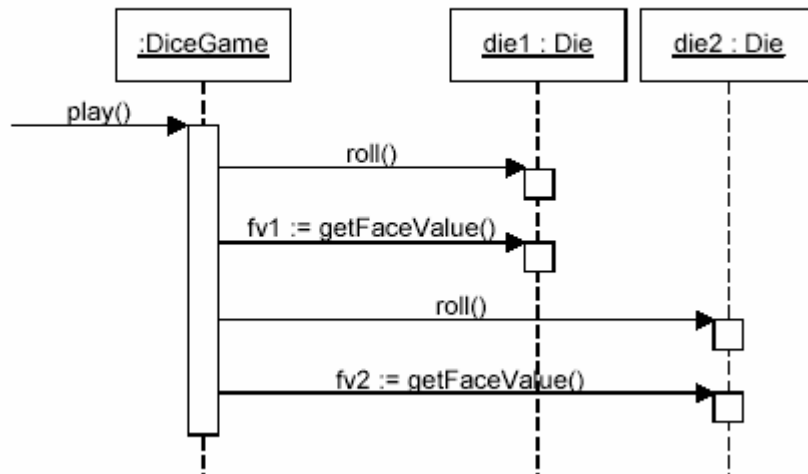 :DiceGame
die1 : Die
die2 : Die
play()
roll()
fv1 := getFaceValue()
roll()
fv2 := getFaceValue()